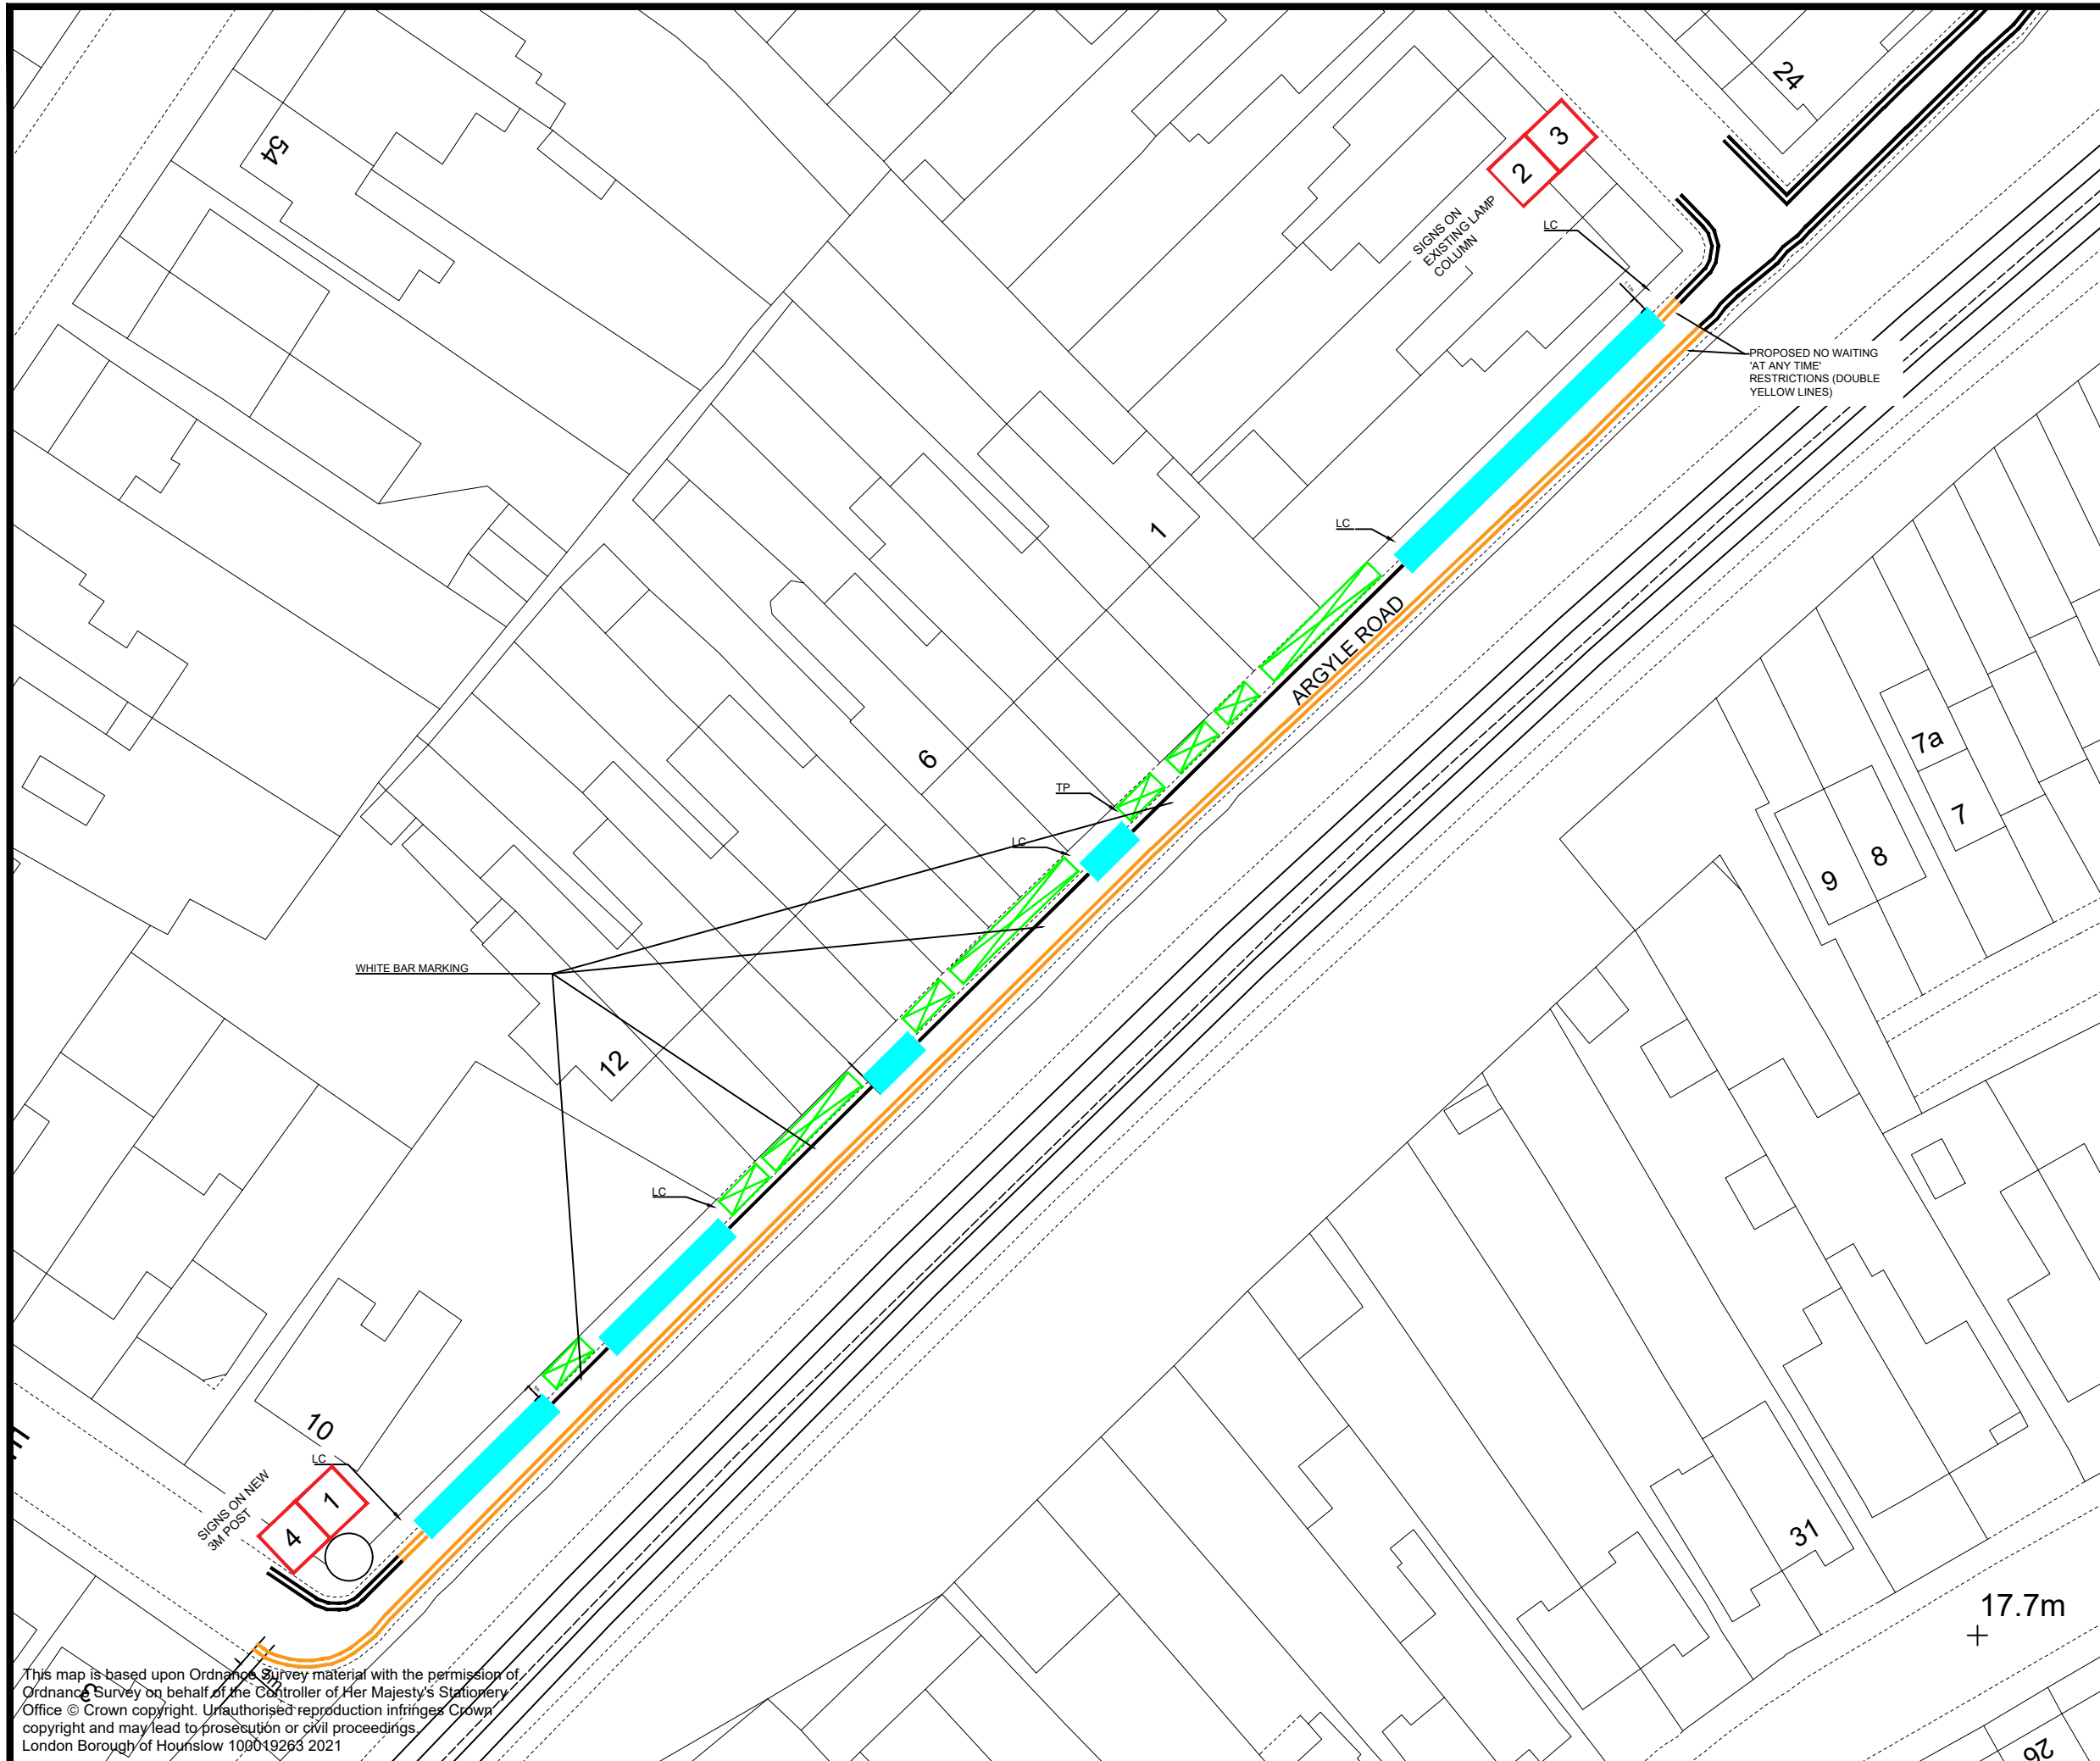 24
54
3
2
SIGNS ON
EXISTING LAMP
COLUMN
LC
PROPOSED NO WAITING
'AT ANY TIME'
RESTRICTIONS (DOUBLE
YELLOW LINES)
LC
1
ARGYLE ROAD
6
7a
7
8
9
TP
LC
WHITE BAR MARKING
12
LC
10
LC
1
4
SIGNS ON NEW
3M POST
31
17.7m
26
This map is based upon Ordnance Survey material with the permission of
Ordnance Survey on behalf of the Controller of Her Majesty's Stationery
Office © Crown copyright. Unauthorised reproduction infringes Crown
copyright and may lead to prosecution or civil proceedings.
London Borough of Hounslow 100019263 2021